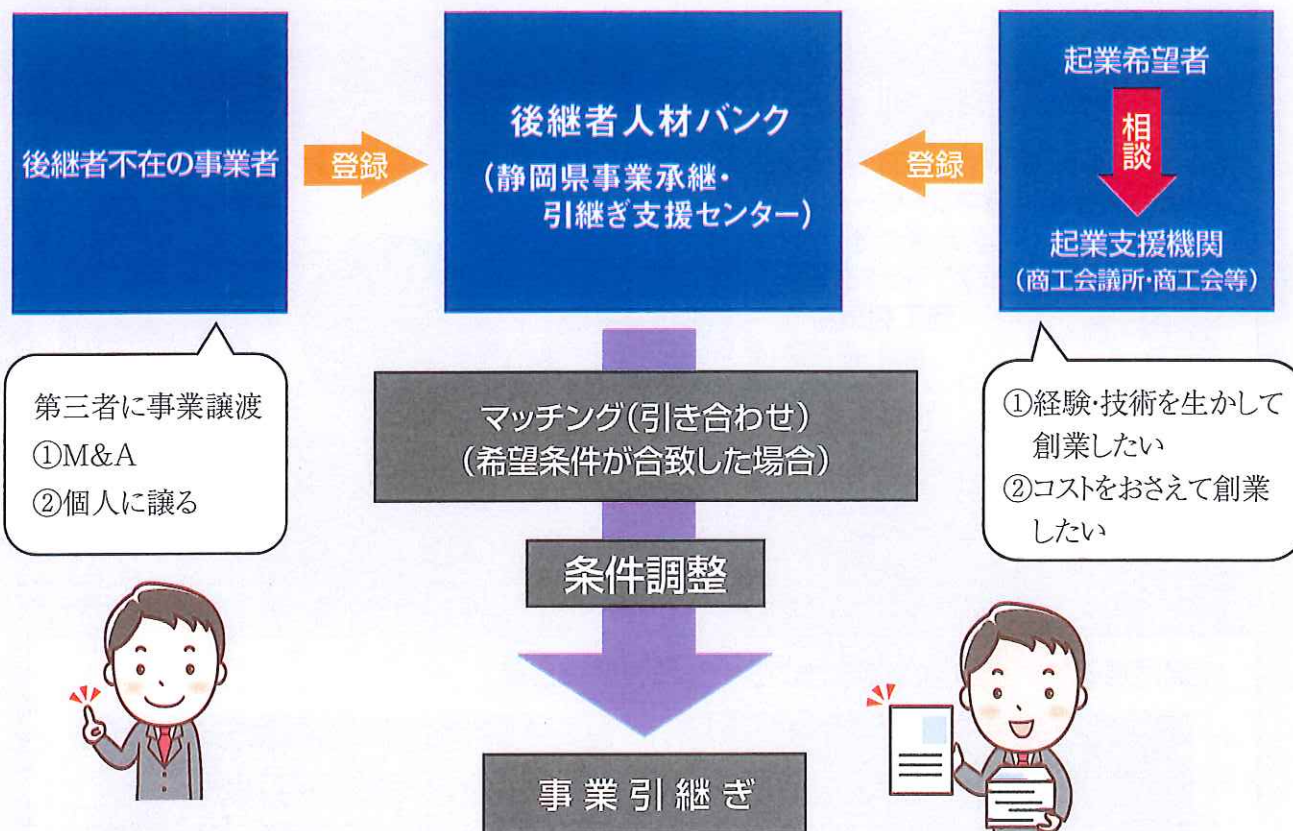 後継者不在の事業者
登録
後継者人材バンク
(静岡県事業承継・
引継ぎ支援センター)
登録
起業希望者
相談
起業支援機関
(商工会議所・商工会等)
第三者に事業譲渡
①M&A
②個人に譲る
マッチング(引き合わせ)
(希望条件が合致した場合)
①経験・技術を生かして
創業したい
②コストをおさえて創業
したい
条件調整
事業引継ぎ